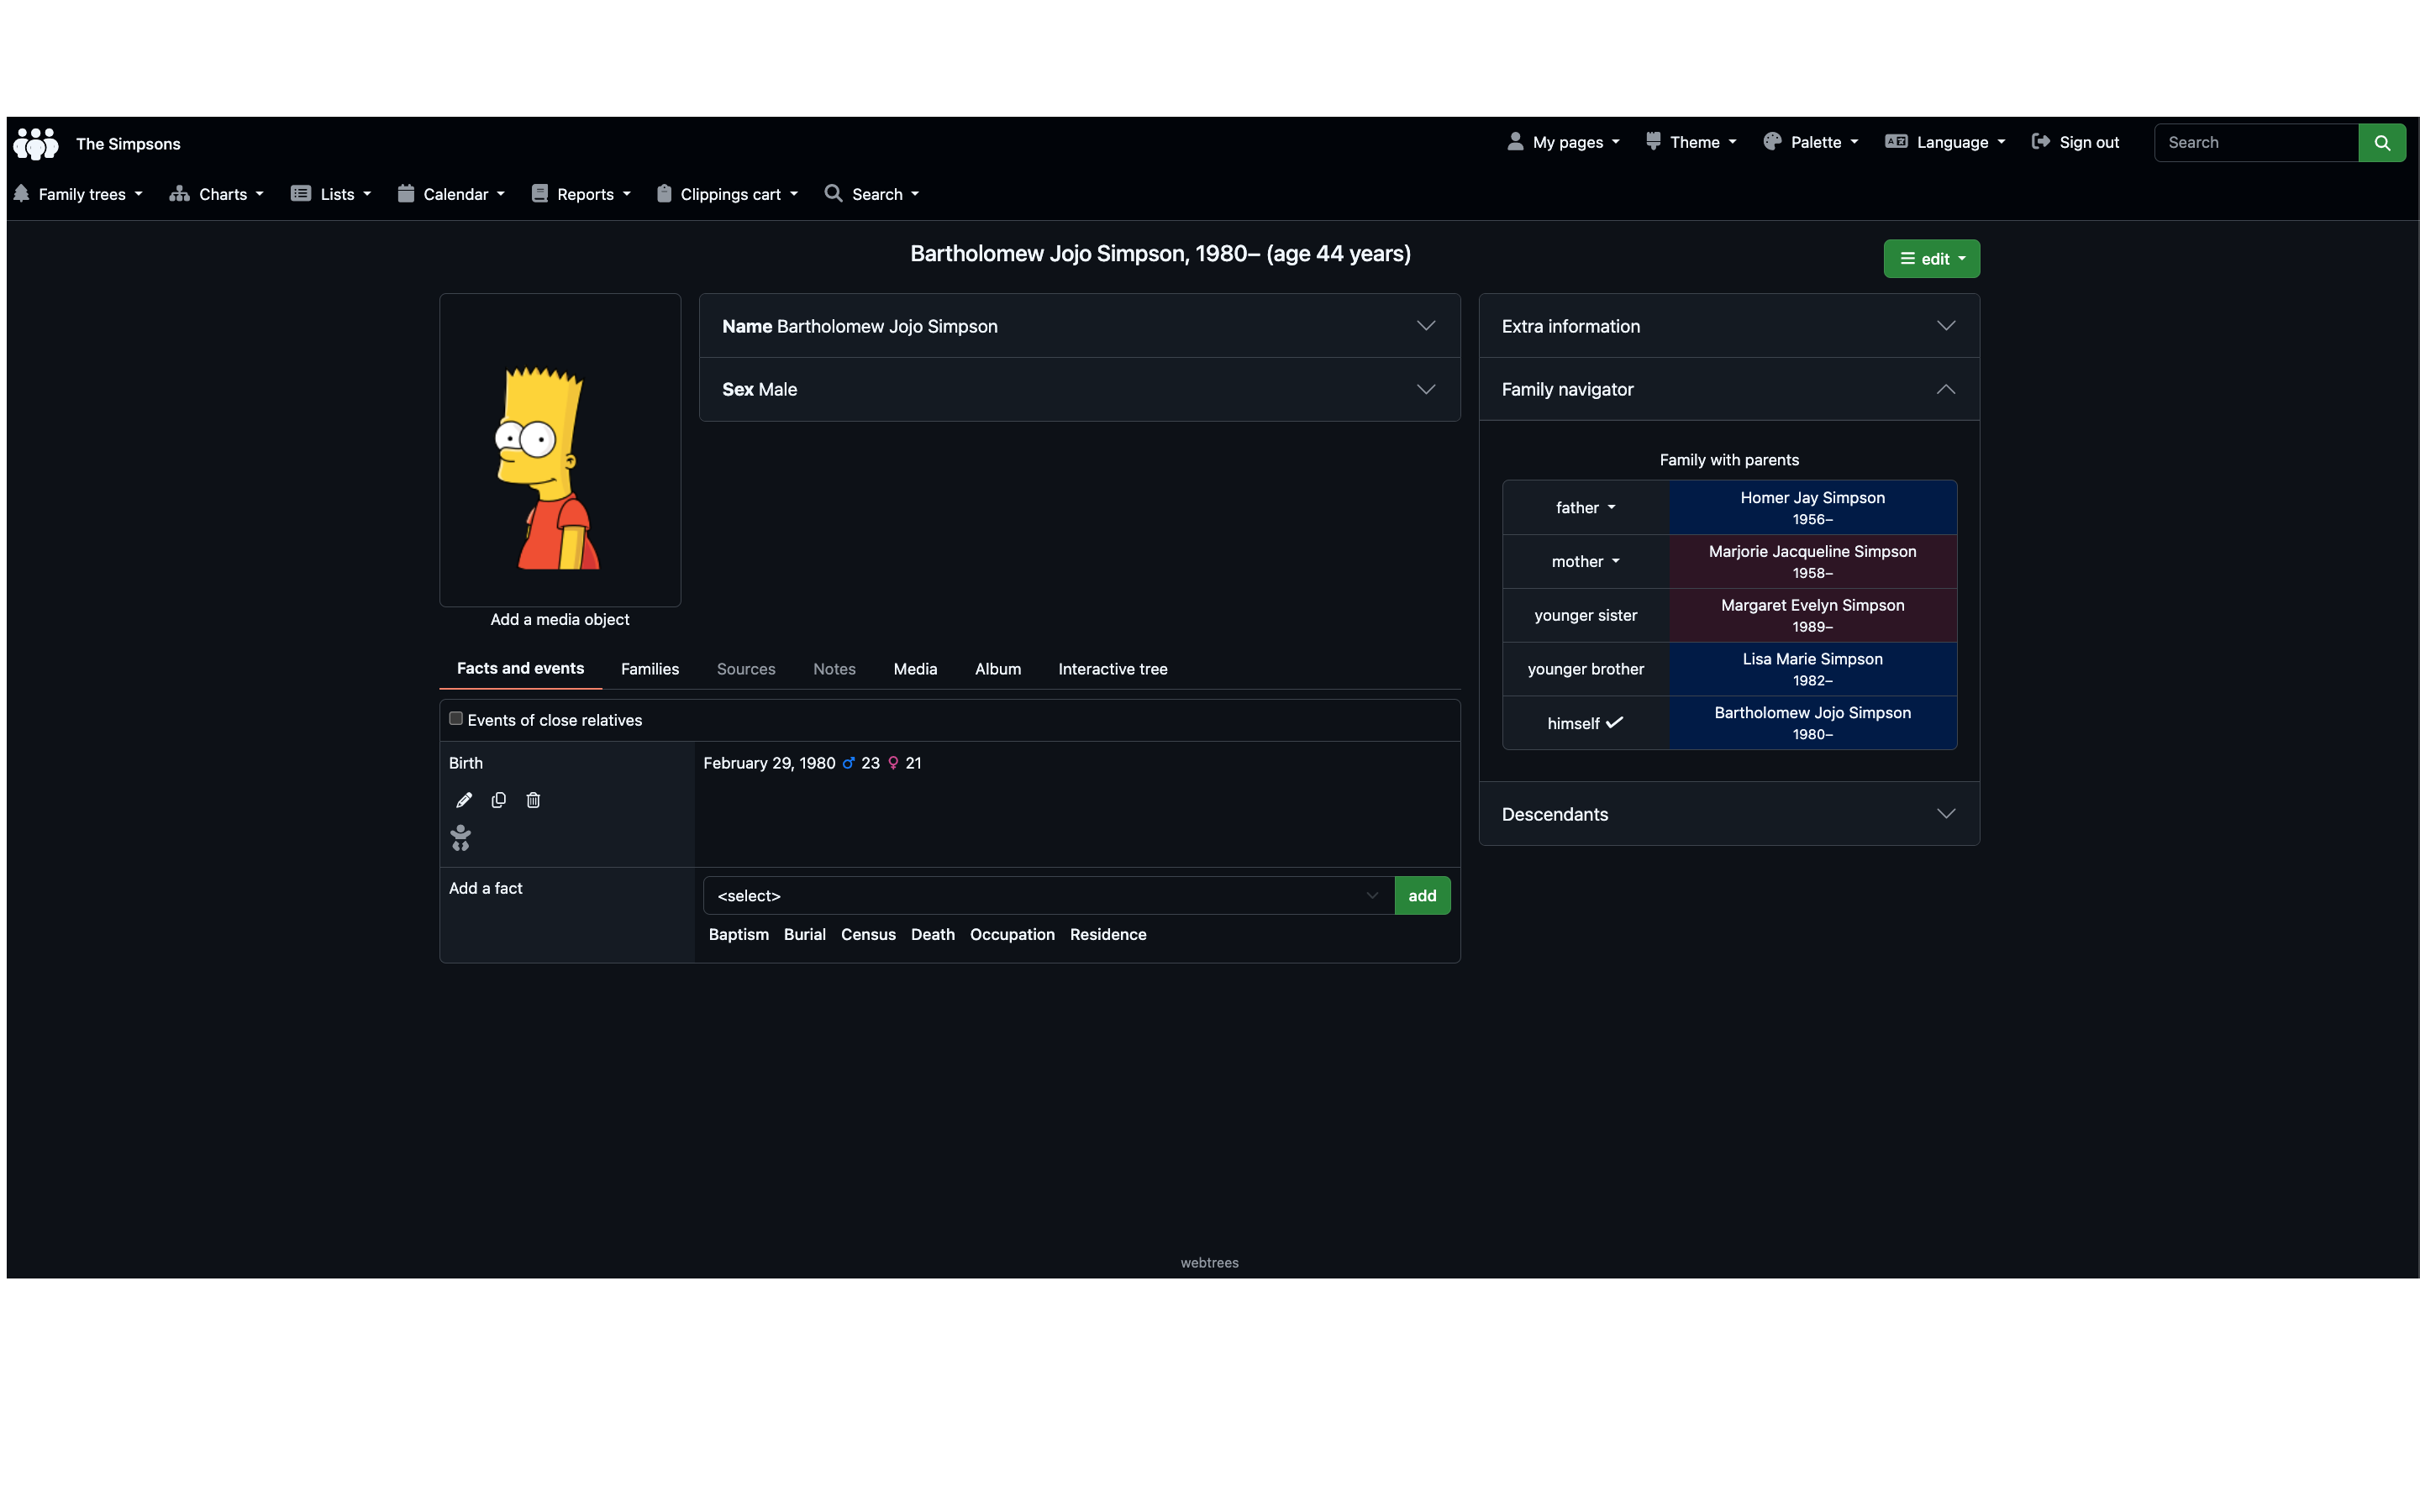 The Simpsons
My pages
Theme
Palette
Language
Sign out
Search
Family trees
Charts
Lists
Calendar
Reports
Clippings cart
Search
Bartholomew Jojo Simpson, 1980– (age 44 years)
edit
Name Bartholomew Jojo Simpson
Sex Male
Add a media object
Facts and events
Families
Sources
Notes
Media
Album
Interactive tree
Events of close relatives
Birth
February 29, 1980 ♂ 23 ♀ 21
Add a fact
<select>
add
Baptism Burial Census Death Occupation Residence
Extra information
Family navigator
Family with parents
father
Homer Jay Simpson
1956–
mother
Marjorie Jacqueline Simpson
1958–
younger sister
Margaret Evelyn Simpson
1989–
younger brother
Lisa Marie Simpson
1982–
himself
Bartholomew Jojo Simpson
1980–
Descendants
webtrees